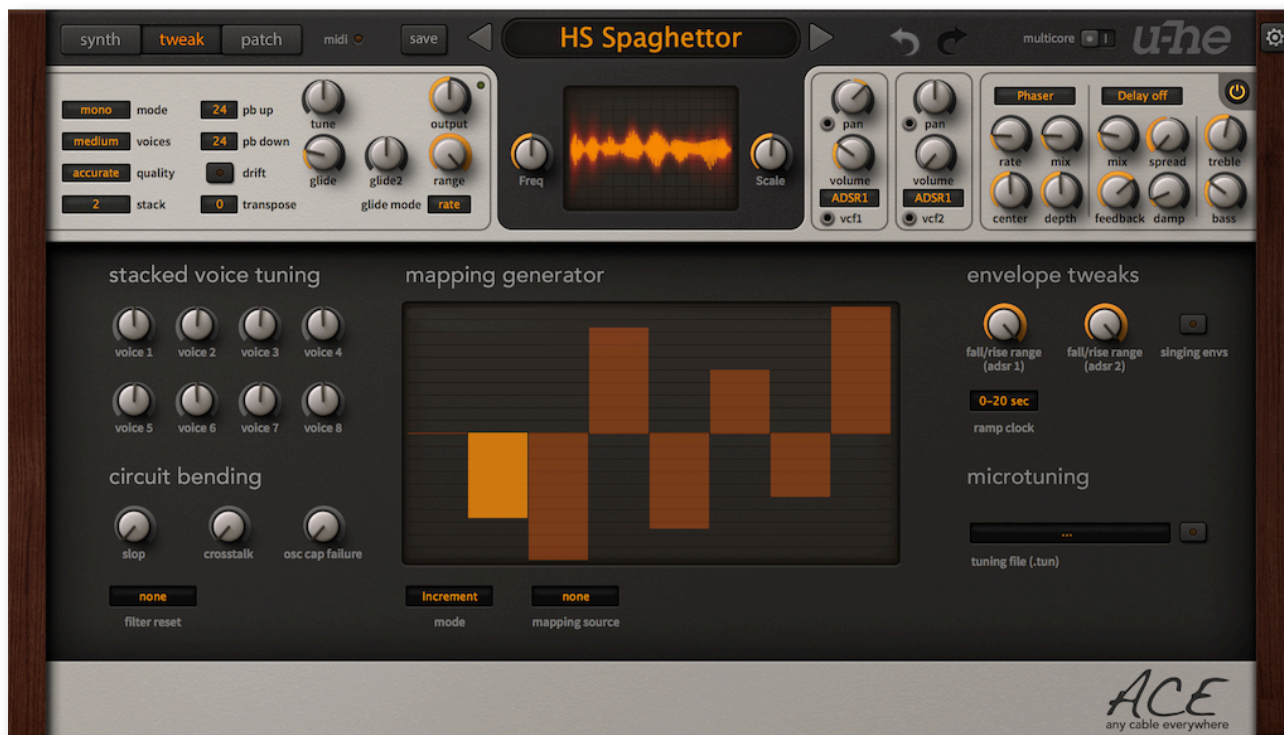 synth tweak patch midi save HS Spaghettor multicore u-he
mono mode 24 pb up tune output
medium voices 24 pb down
accurate quality drift glide glide2 range
2 stack 0 transpose glide mode rate
Freq Scale
pan pan
volume volume
ADSR1 ADSR1
vcf1 vcf2
Phaser Delay off
rate mix mix spread treble
center depth feedback damp bass
stacked voice tuning
voice 1 voice 2 voice 3 voice 4
voice 5 voice 6 voice 7 voice 8
circuit bending
slop crosstalk osc cap failure
none
filter reset
mapping generator
Increment none
mode mapping source
envelope tweaks
fall/rise range fall/rise range singing envs
(adsr 1) (adsr 2)
0-20 sec
ramp clock
microtuning
...
tuning file (.tun)
ACE
any cable everywhere